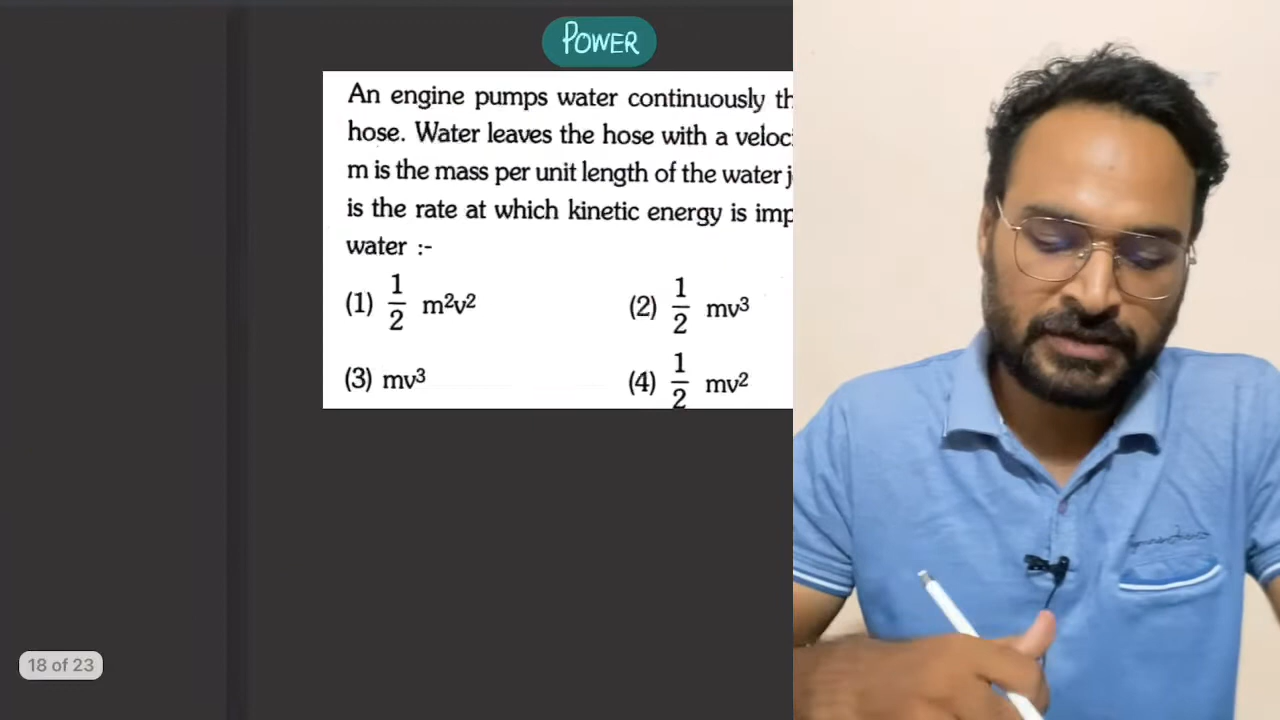 POWER
An engine pumps water continuously th
hose. Water leaves the hose with a veloc
m is the mass per unit length of the water j
is the rate at which kinetic energy is imp
water :-
(1) 1/2 m²v² (2) 1/2 mv³
(3) mv³ (4) 1/2 mv²
18 of 23